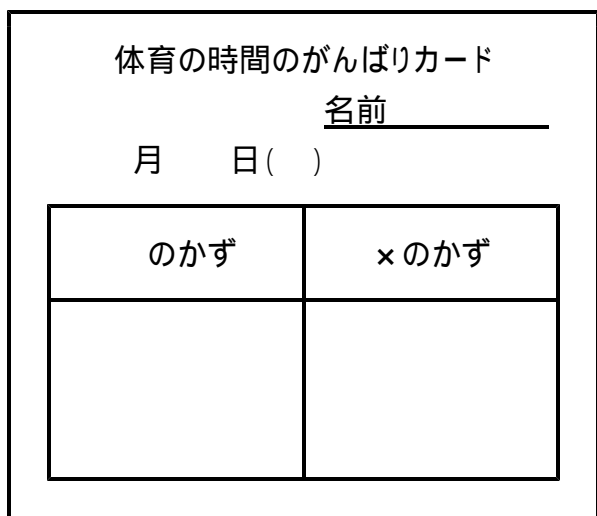 体育の時間のがんばりカード
名前
月 日( )
のかず ×のかず